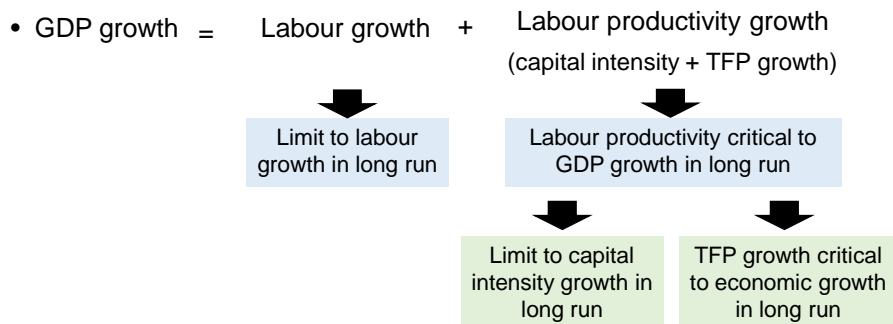 • GDP growth = Labour growth + Labour productivity growth
(capital intensity + TFP growth)
Limit to labour
growth in long run
Labour productivity critical to
GDP growth in long run
Limit to capital
intensity growth in
long run
TFP growth critical
to economic growth
in long run